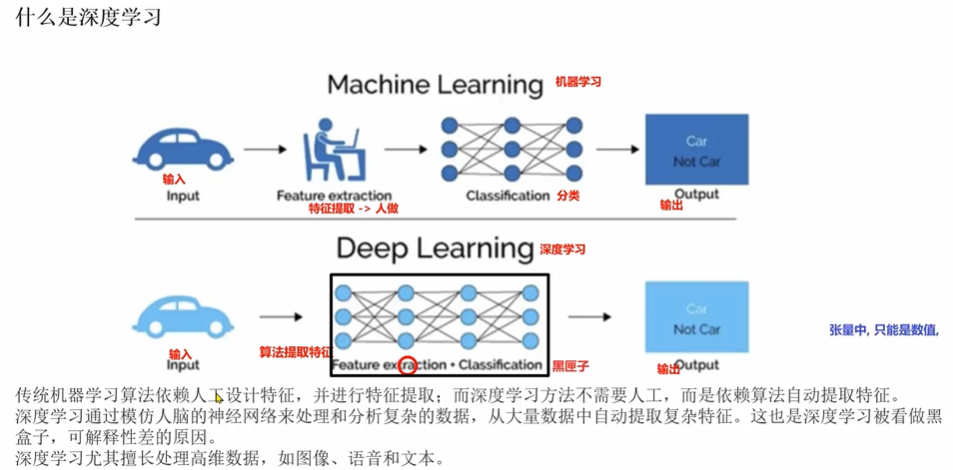 什么是深度学习
Machine Learning 机器学习
Car
Not Car
输入
Input
Feature extraction
特征提取 -> 人做
Classification 分类
Output
输出
Deep Learning 深度学习
Car
Not Car
张量中, 只能是数值,
输入
Input
算法提取特征
Feature extraction + Classification 黑匣子
输出
Output
传统机器学习算法依赖人工设计特征，并进行特征提取；而深度学习方法不需要人工，而是依赖算法自动提取特征。
深度学习通过模仿人脑的神经网络来处理和分析复杂的数据，从大量数据中自动提取复杂特征。这也是深度学习被看做黑
盒子，可解释性差的原因。
深度学习尤其擅长处理高维数据，如图像、语音和文本。